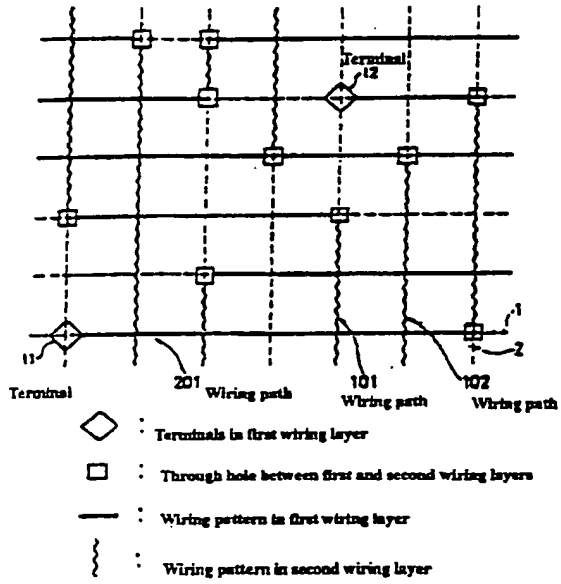 Terminal
12
1
2
11
201
101
102
Terminal
Wiring path
Wiring path
Wiring path
: Terminals in first wiring layer
: Through hole between first and second wiring layers
: Wiring pattern in first wiring layer
: Wiring pattern in second wiring layer